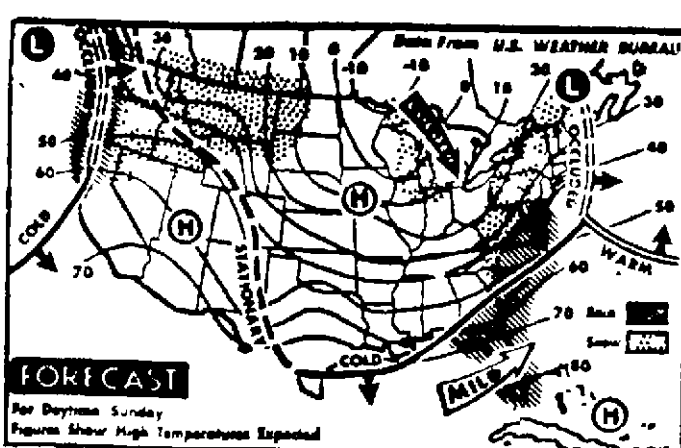 L
Data From U.S. WEATHER BUREAU
30
20
10
0
-10
-10
0
10
20
L
30
40
OCCLUDED
50
60
COLD
H
70
STATIONARY
H
OCCLUDED
40
50
WARM
60
70
Rain
Snow
COLD
MILD
80
H
FORECAST
For Daytime Sunday
Figures Show High Temperatures Expected